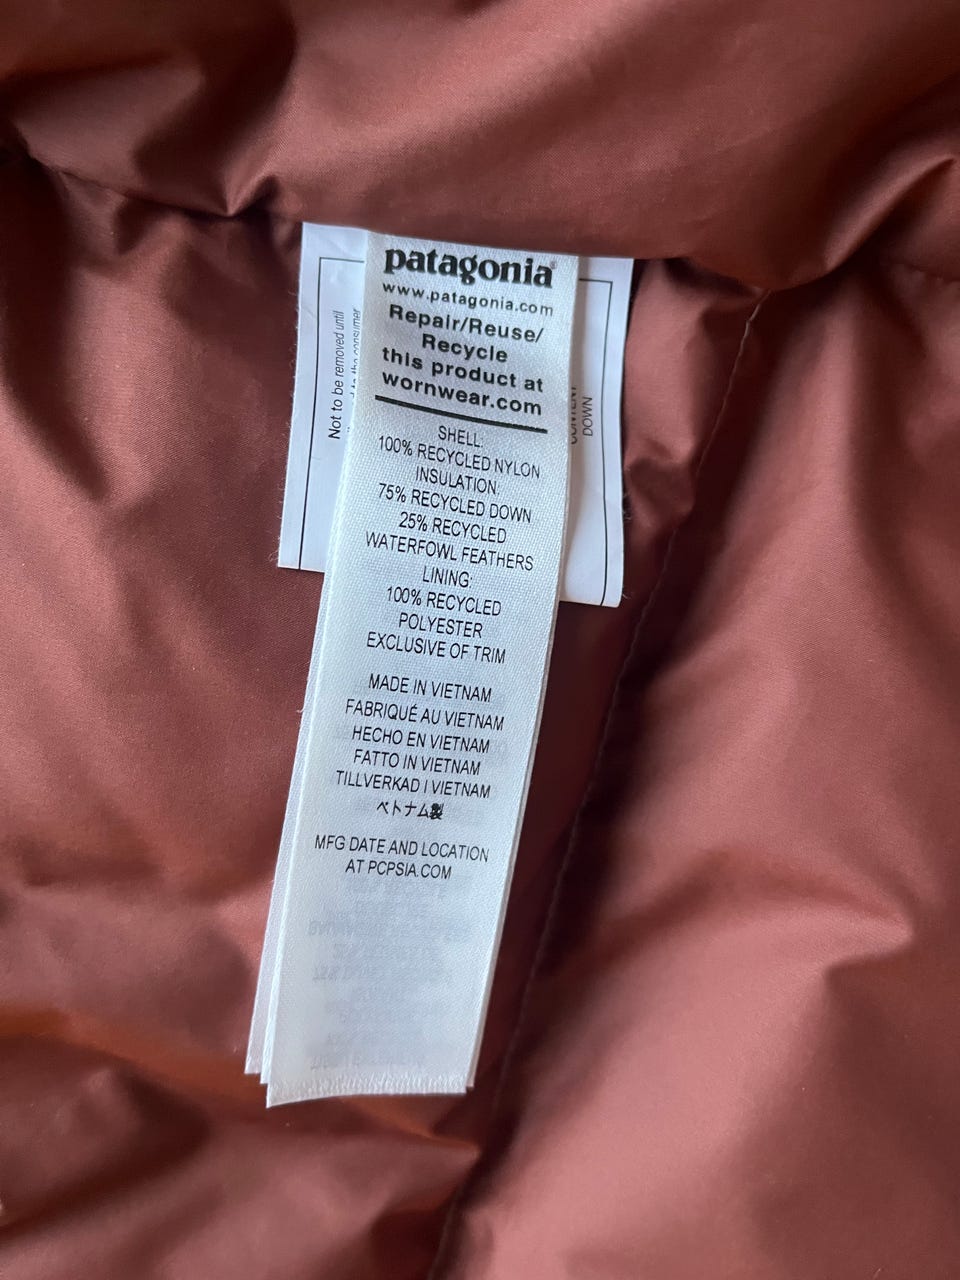 patagonia®
www.patagonia.com
Repair/Reuse/
Recycle
this product at
wornwear.com
SHELL:
100% RECYCLED NYLON
INSULATION:
75% RECYCLED DOWN
25% RECYCLED
WATERFOWL FEATHERS
LINING:
100% RECYCLED
POLYESTER
EXCLUSIVE OF TRIM
MADE IN VIETNAM
FABRIQUÉ AU VIETNAM
HECHO EN VIETNAM
FATTO IN VIETNAM
TILLVERKAD I VIETNAM
ベトナム製
MFG DATE AND LOCATION
AT PCPSIA.COM
Not to be removed until
to the consumer
DOWN